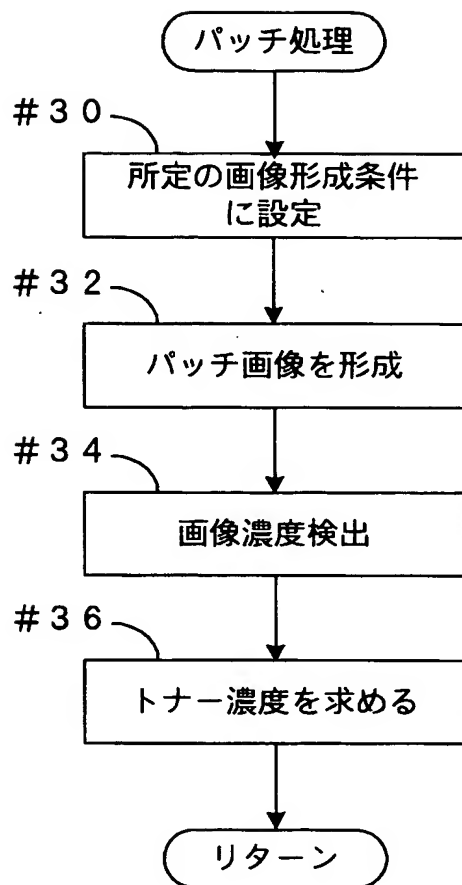 パッチ処理
#30
所定の画像形成条件
に設定
#32
パッチ画像を形成
#34
画像濃度検出
#36
トナー濃度を求める
リターン